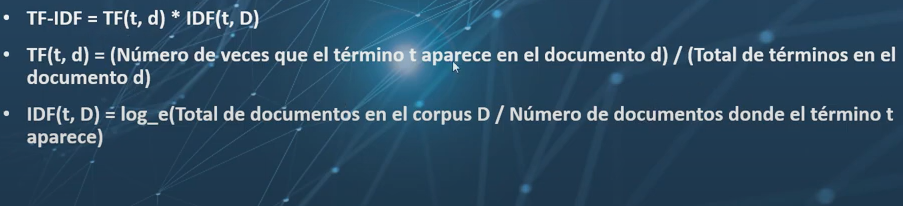 • TF-IDF = TF(t, d) * IDF(t, D)
• TF(t, d) = (Número de veces que el término t aparece en el documento d) / (Total de términos en el
documento d)
• IDF(t, D) = log_e(Total de documentos en el corpus D / Número de documentos donde el término t
aparece)